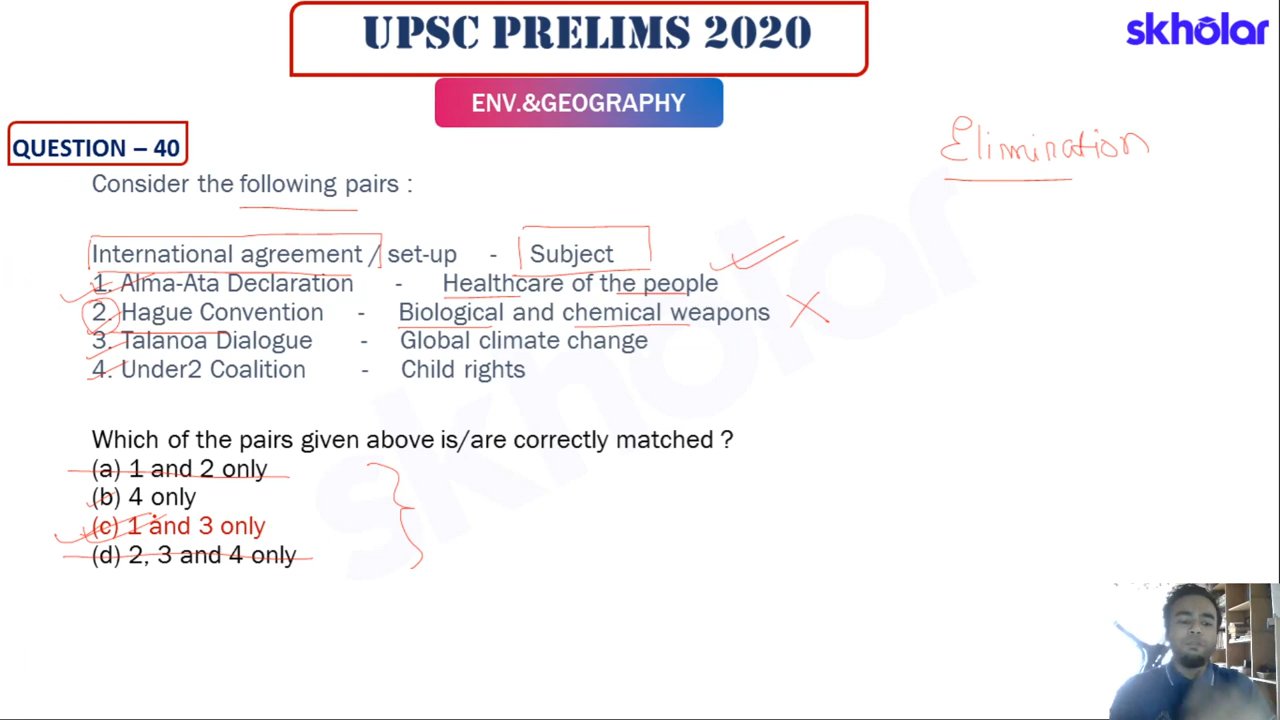 UPSC PRELIMS 2020
skholar
ENV.&GEOGRAPHY
Elimination
QUESTION – 40
Consider the following pairs :
International agreement / set-up - Subject
1. Alma-Ata Declaration - Healthcare of the people
2. Hague Convention - Biological and chemical weapons
3. Talanoa Dialogue - Global climate change
4. Under2 Coalition - Child rights
Which of the pairs given above is/are correctly matched ?
(a) 1 and 2 only
(b) 4 only
(c) 1 and 3 only
(d) 2, 3 and 4 only
skholar